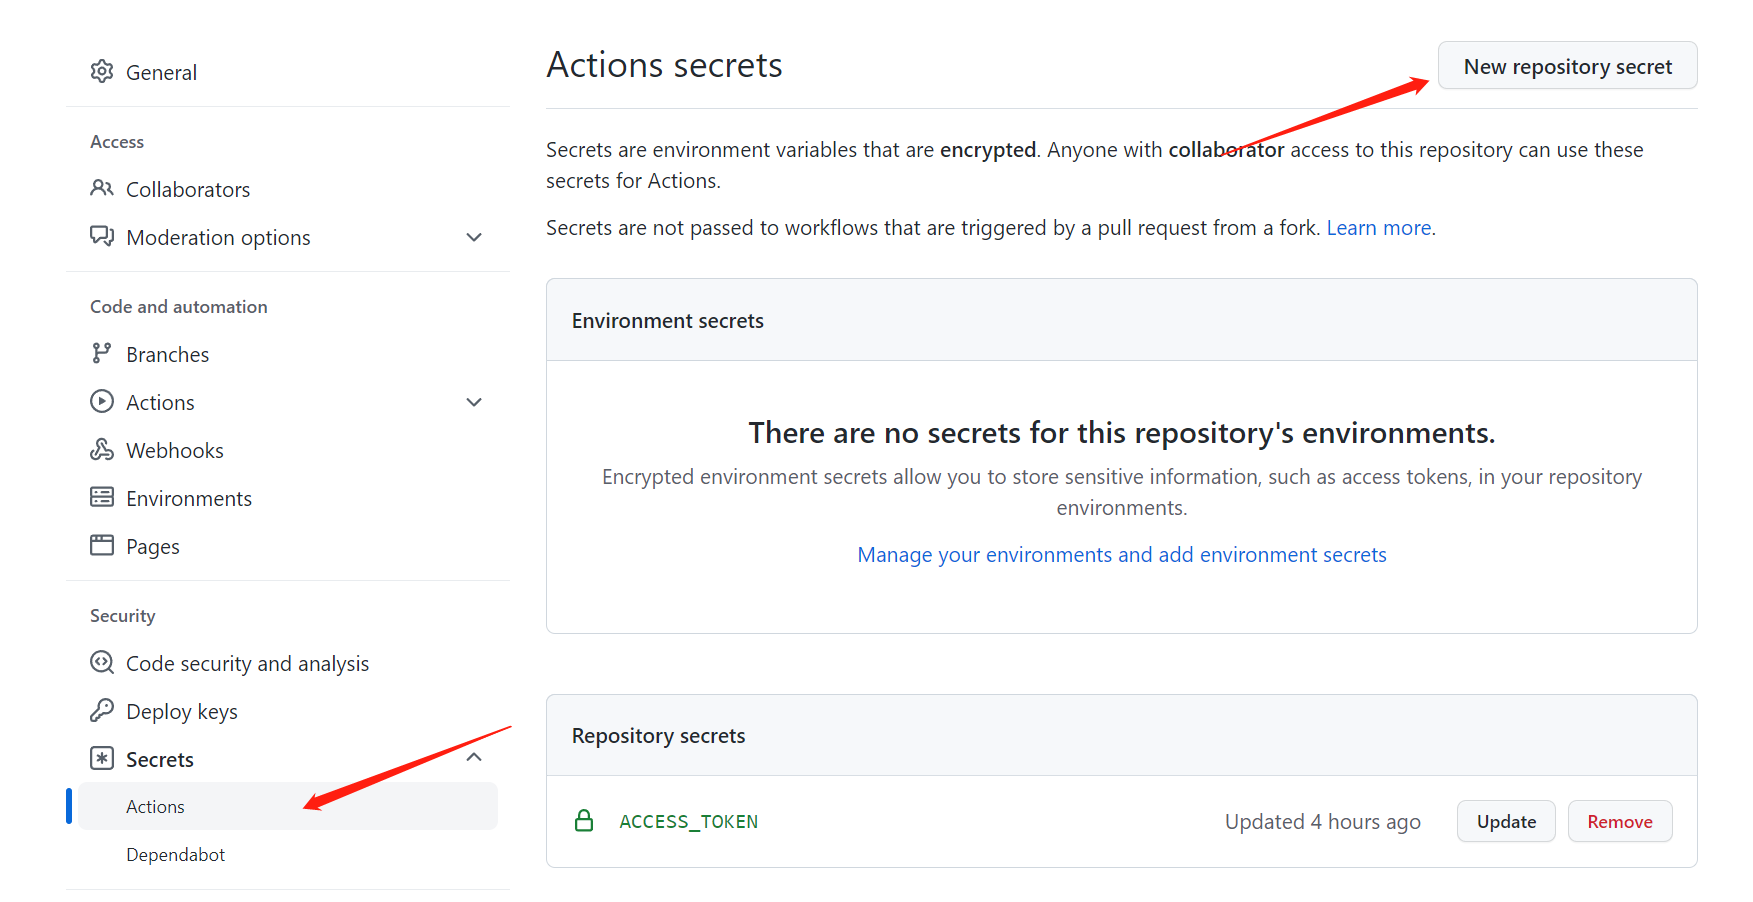 General
Access
Collaborators
Moderation options
Code and automation
Branches
Actions
Webhooks
Environments
Pages
Security
Code security and analysis
Deploy keys
Secrets
Actions
Dependabot
Actions secrets
New repository secret
Secrets are environment variables that are encrypted. Anyone with collaborator access to this repository can use these
secrets for Actions.
Secrets are not passed to workflows that are triggered by a pull request from a fork. Learn more.
Environment secrets
There are no secrets for this repository's environments.
Encrypted environment secrets allow you to store sensitive information, such as access tokens, in your repository
environments.
Manage your environments and add environment secrets
Repository secrets
ACCESS_TOKEN
Updated 4 hours ago
Update
Remove